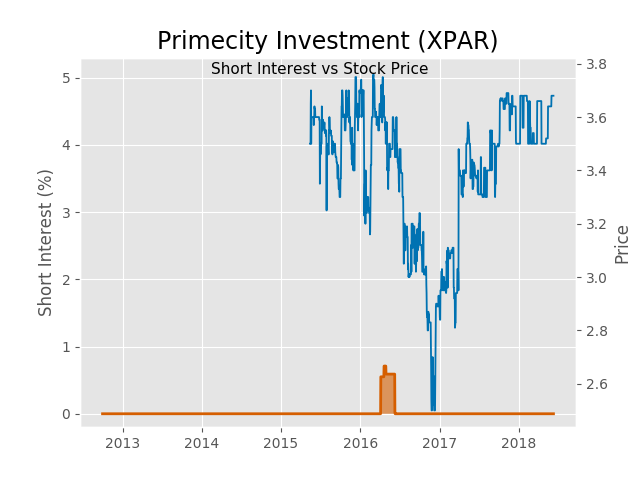 Primecity Investment (XPAR)
Short Interest vs Stock Price
Short Interest (%)
5
4
3
2
1
0
3.8
3.6
3.4
3.2
3.0
2.8
2.6
Price
2013 2014 2015 2016 2017 2018